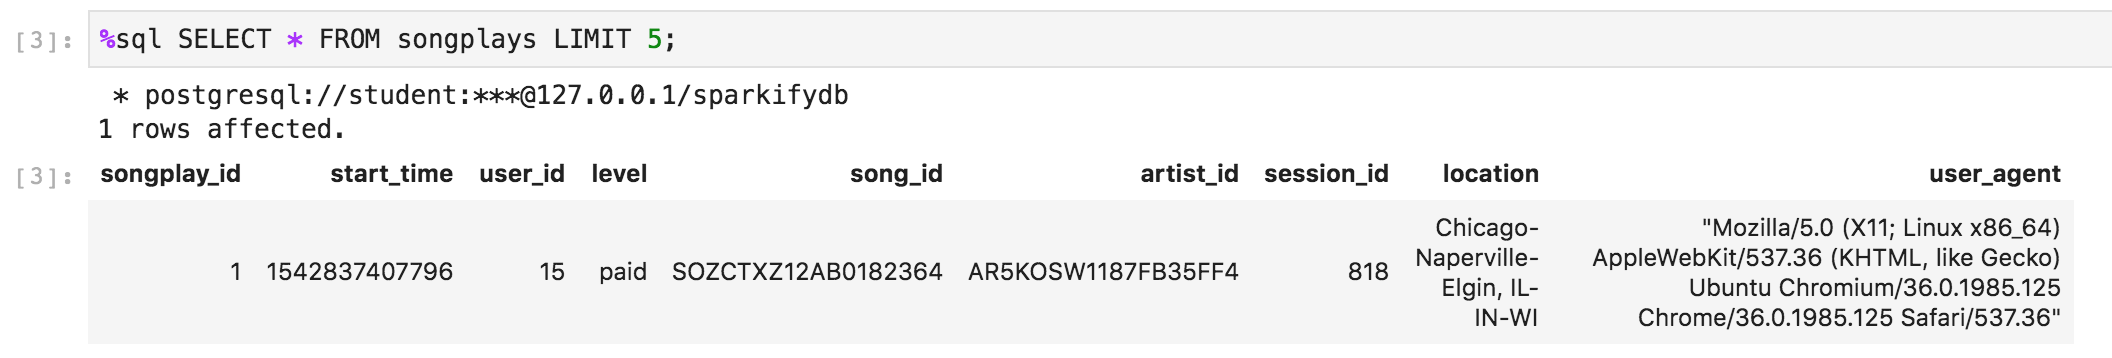 [3]: %sql SELECT * FROM songplays LIMIT 5;
* postgresql://student:***@127.0.0.1/sparkifydb
1 rows affected.
[3]: songplay_id start_time user_id level song_id artist_id session_id location user_agent
Chicago- "Mozilla/5.0 (X11; Linux x86_64)
Naperville- AppleWebKit/537.36 (KHTML, like Gecko)
1 1542837407796 15 paid SOZCTXZ12AB0182364 AR5KOSW1187FB35FF4 818
Elgin, IL- Ubuntu Chromium/36.0.1985.125
IN-WI Chrome/36.0.1985.125 Safari/537.36"